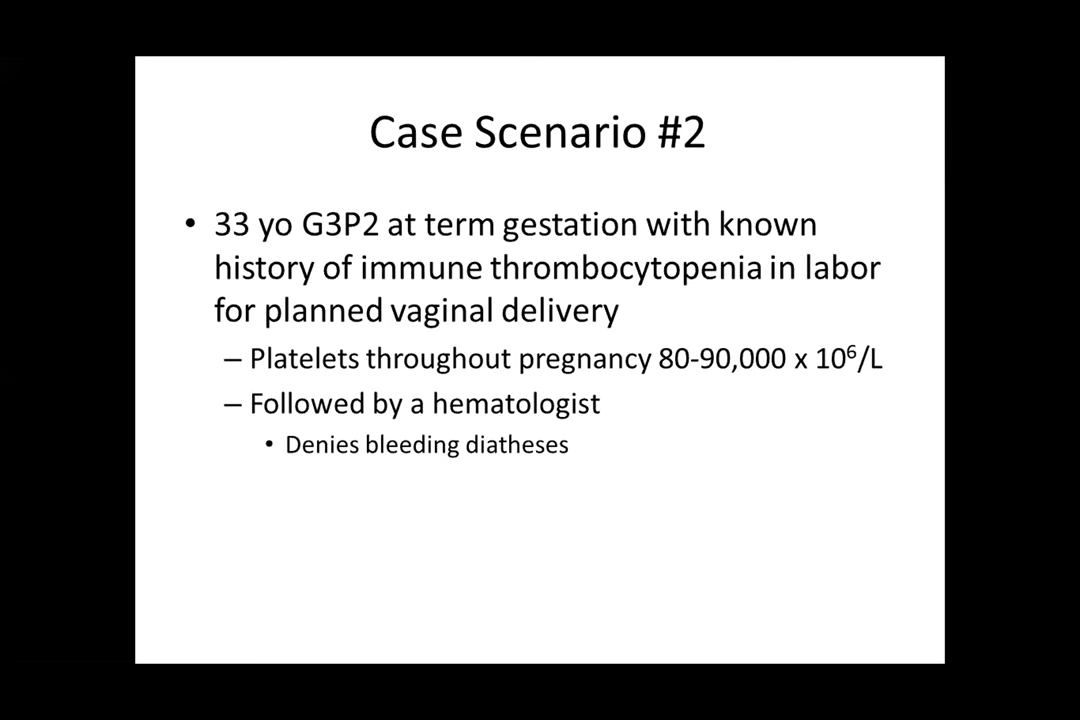 Case Scenario #2
• 33 yo G3P2 at term gestation with known
history of immune thrombocytopenia in labor
for planned vaginal delivery
– Platelets throughout pregnancy 80-90,000 x 10⁶/L
– Followed by a hematologist
• Denies bleeding diatheses